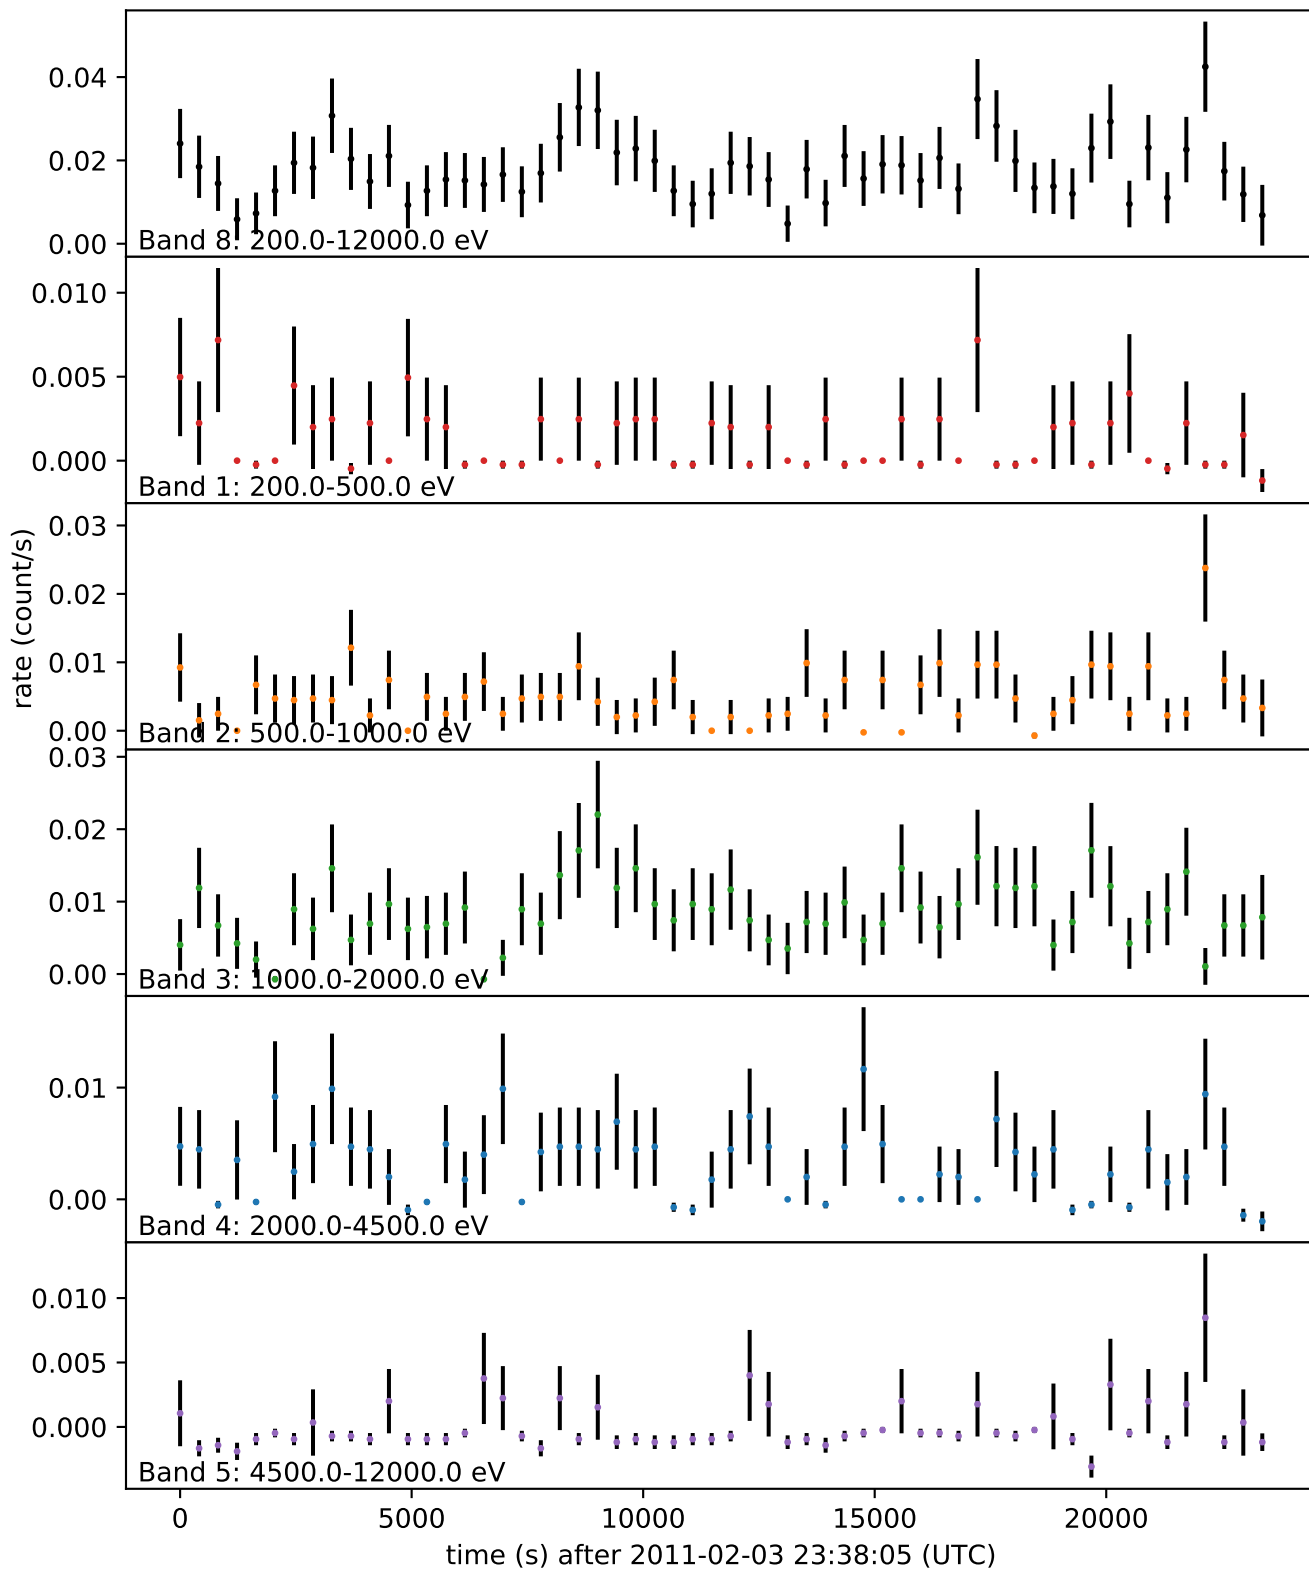 0.04
0.02
0.00
Band 8: 200.0-12000.0 eV
0.010
0.005
0.000
Band 1: 200.0-500.0 eV
rate (count/s)
0.03
0.02
0.01
0.00
Band 2: 500.0-1000.0 eV
0.03
0.02
0.01
0.00
Band 3: 1000.0-2000.0 eV
0.01
0.00
Band 4: 2000.0-4500.0 eV
0.010
0.005
0.000
Band 5: 4500.0-12000.0 eV
0 5000 10000 15000 20000
time (s) after 2011-02-03 23:38:05 (UTC)